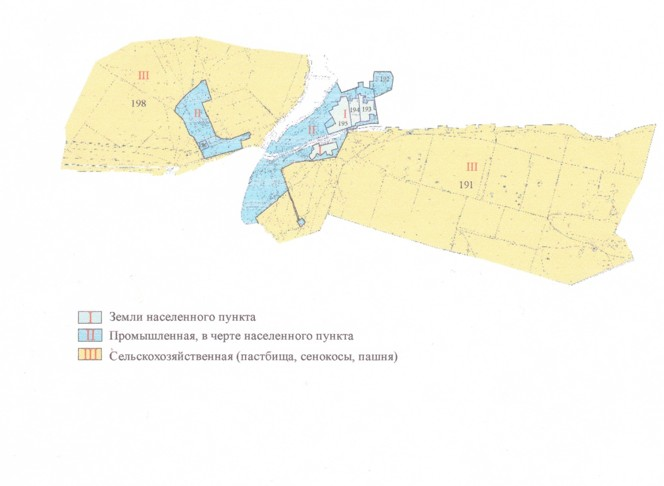 III
198
II
192
II
I
194
193
195
I
III
191
I Земли населенного пункта
II Промышленная, в черте населенного пункта
III Сельскохозяйственная (пастбища, сенокосы, пашня)